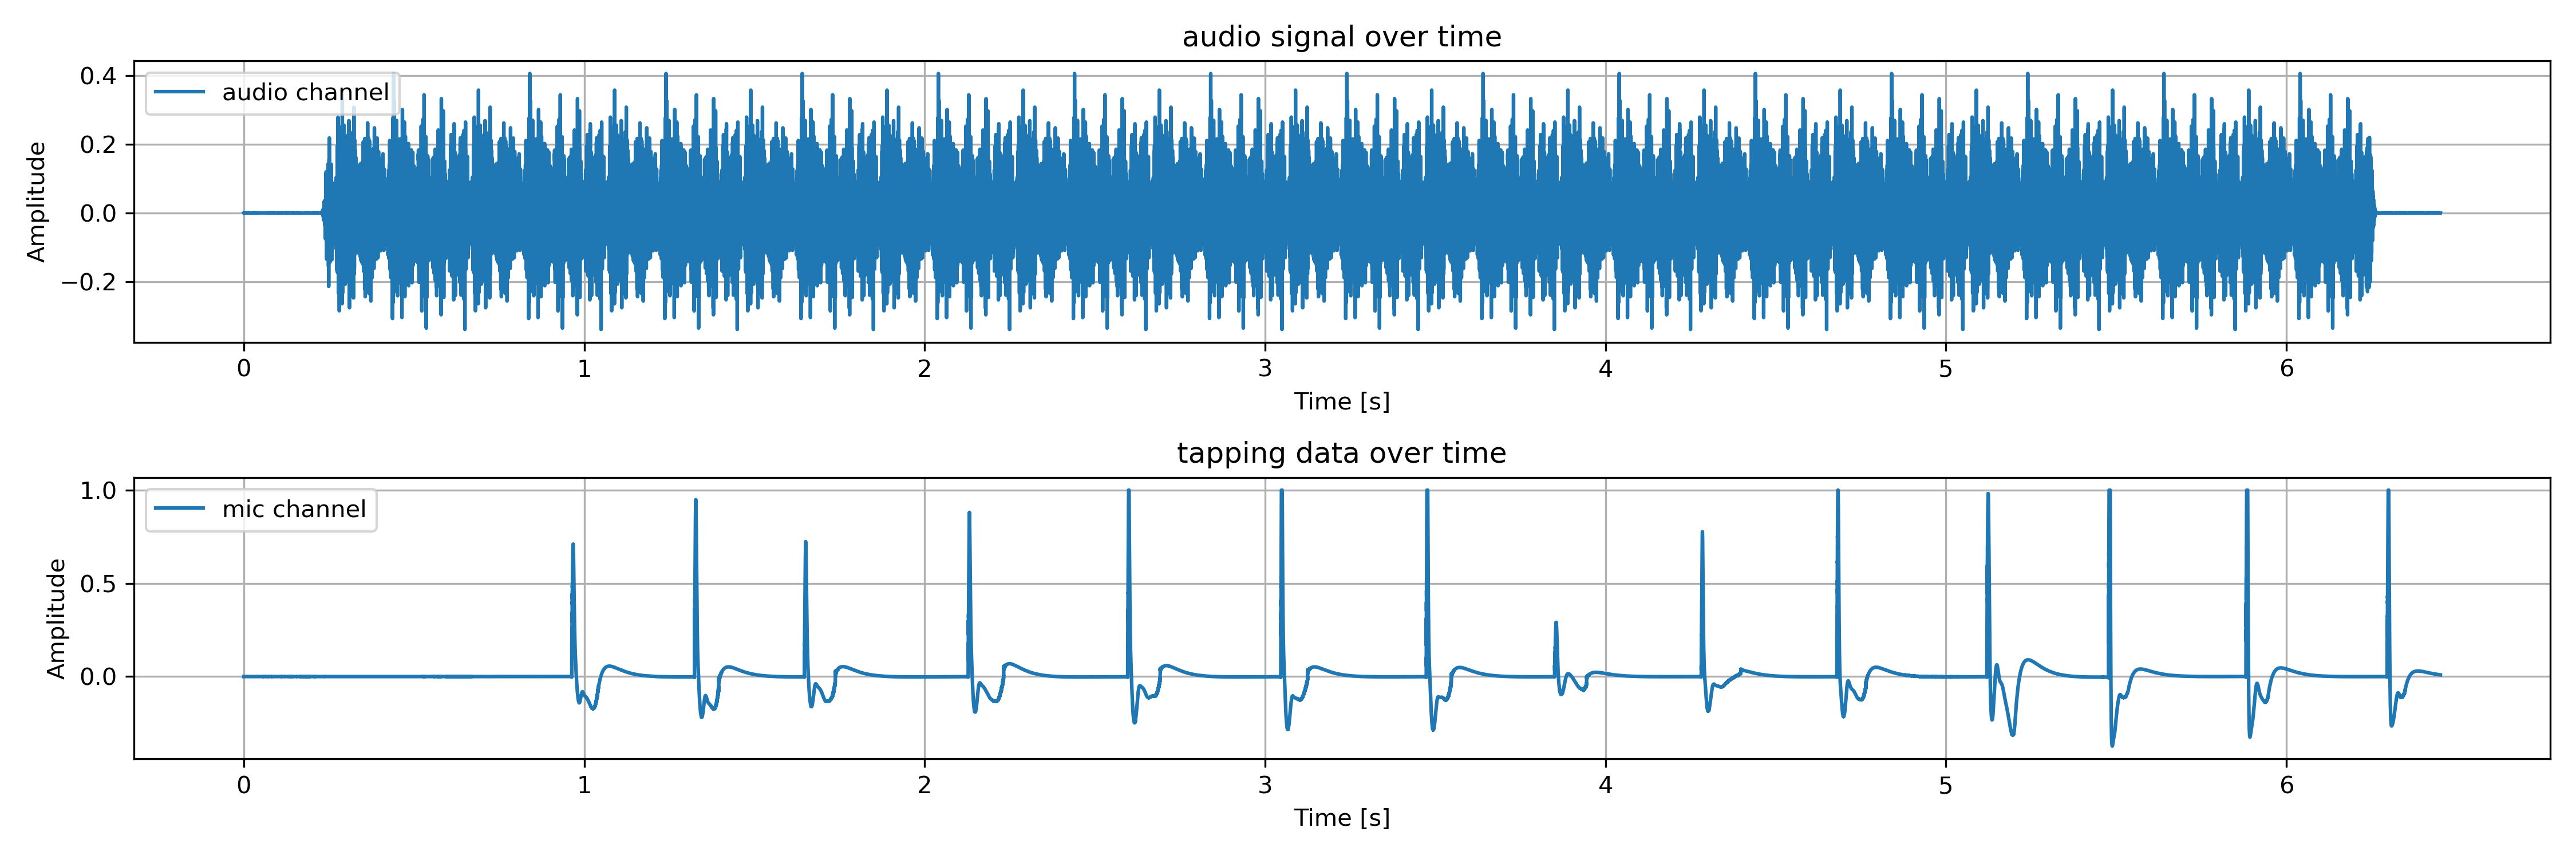 audio signal over time
audio channel
Amplitude
0.4
0.2
0.0
−0.2
0 1 2 3 4 5 6
Time [s]
tapping data over time
mic channel
Amplitude
1.0
0.5
0.0
0 1 2 3 4 5 6
Time [s]